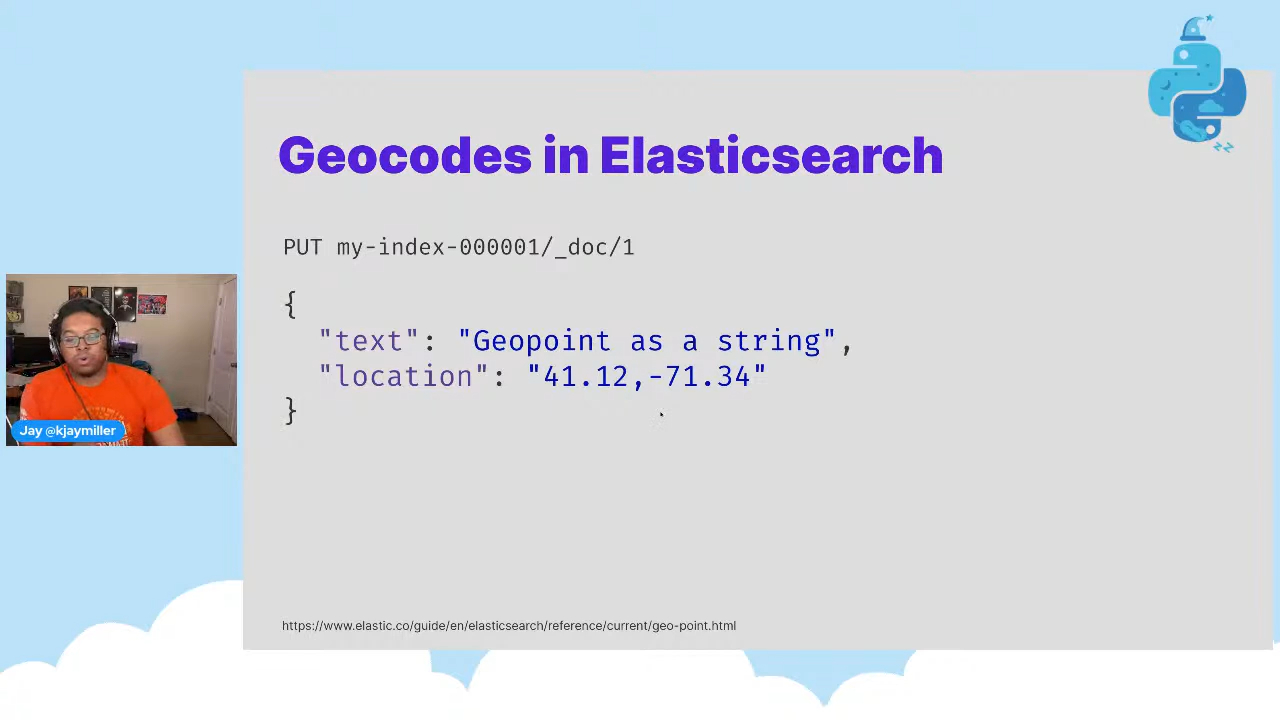 Geocodes in Elasticsearch
PUT my-index-000001/_doc/1
{
"text": "Geopoint as a string",
"location": "41.12,-71.34"
}
Jay @kjaymiller
https://www.elastic.co/guide/en/elasticsearch/reference/current/geo-point.html
zz